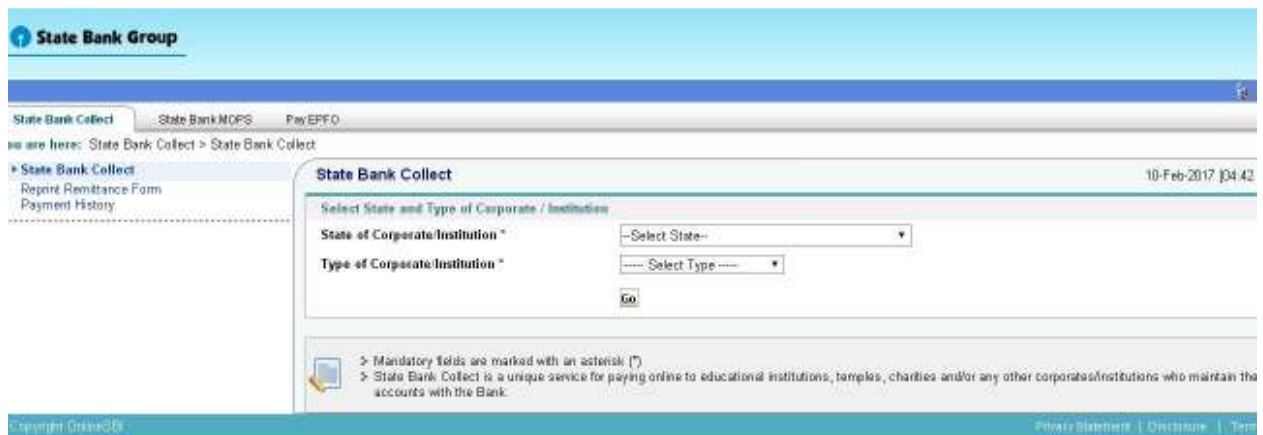 State Bank Group
State Bank Collect State Bank MOPS Pay EPFO
ou are here: State Bank Collect > State Bank Collect
State Bank Collect
Reprint Remittance Form
Payment History
State Bank Collect 10-Feb-2017 [04:42
Select State and Type of Corporate / Institution
State of Corporate/Institution * --Select State--
Type of Corporate/Institution * ----- Select Type -----
Go
> Mandatory fields are marked with an asterisk (*)
> State Bank Collect is a unique service for paying online to educational institutions, temples, charities and/or any other corporates/institutions who maintain the
accounts with the Bank.
Copyright OnlineSBI Privacy Statement | Disclosure | Term